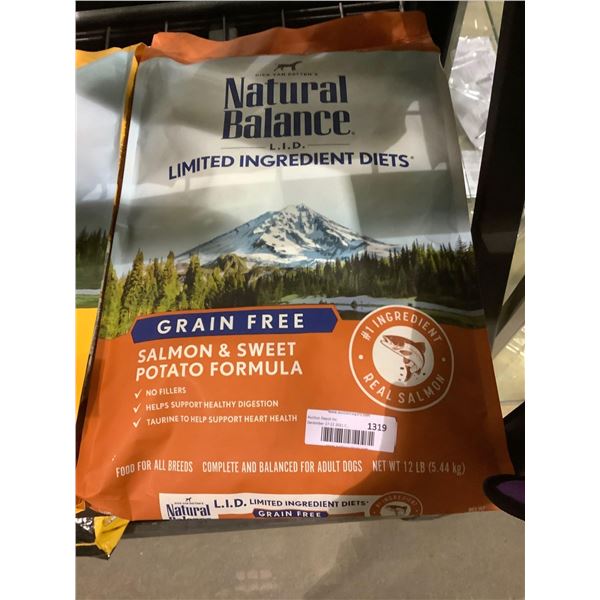 DICK VAN PATTEN'S
Natural
Balance®
L.I.D.
LIMITED INGREDIENT DIETS®
GRAIN FREE
SALMON & SWEET
POTATO FORMULA
✓ NO FILLERS
✓ HELPS SUPPORT HEALTHY DIGESTION
✓ TAURINE TO HELP SUPPORT HEART HEALTH
#1 INGREDIENT
REAL SALMON
1319
FOOD FOR ALL BREEDS COMPLETE AND BALANCED FOR ADULT DOGS NET WT 12 LB (5.44 kg)
Natural
L.I.D. LIMITED INGREDIENT DIETS®
GRAIN FREE
#1 INGREDIENT